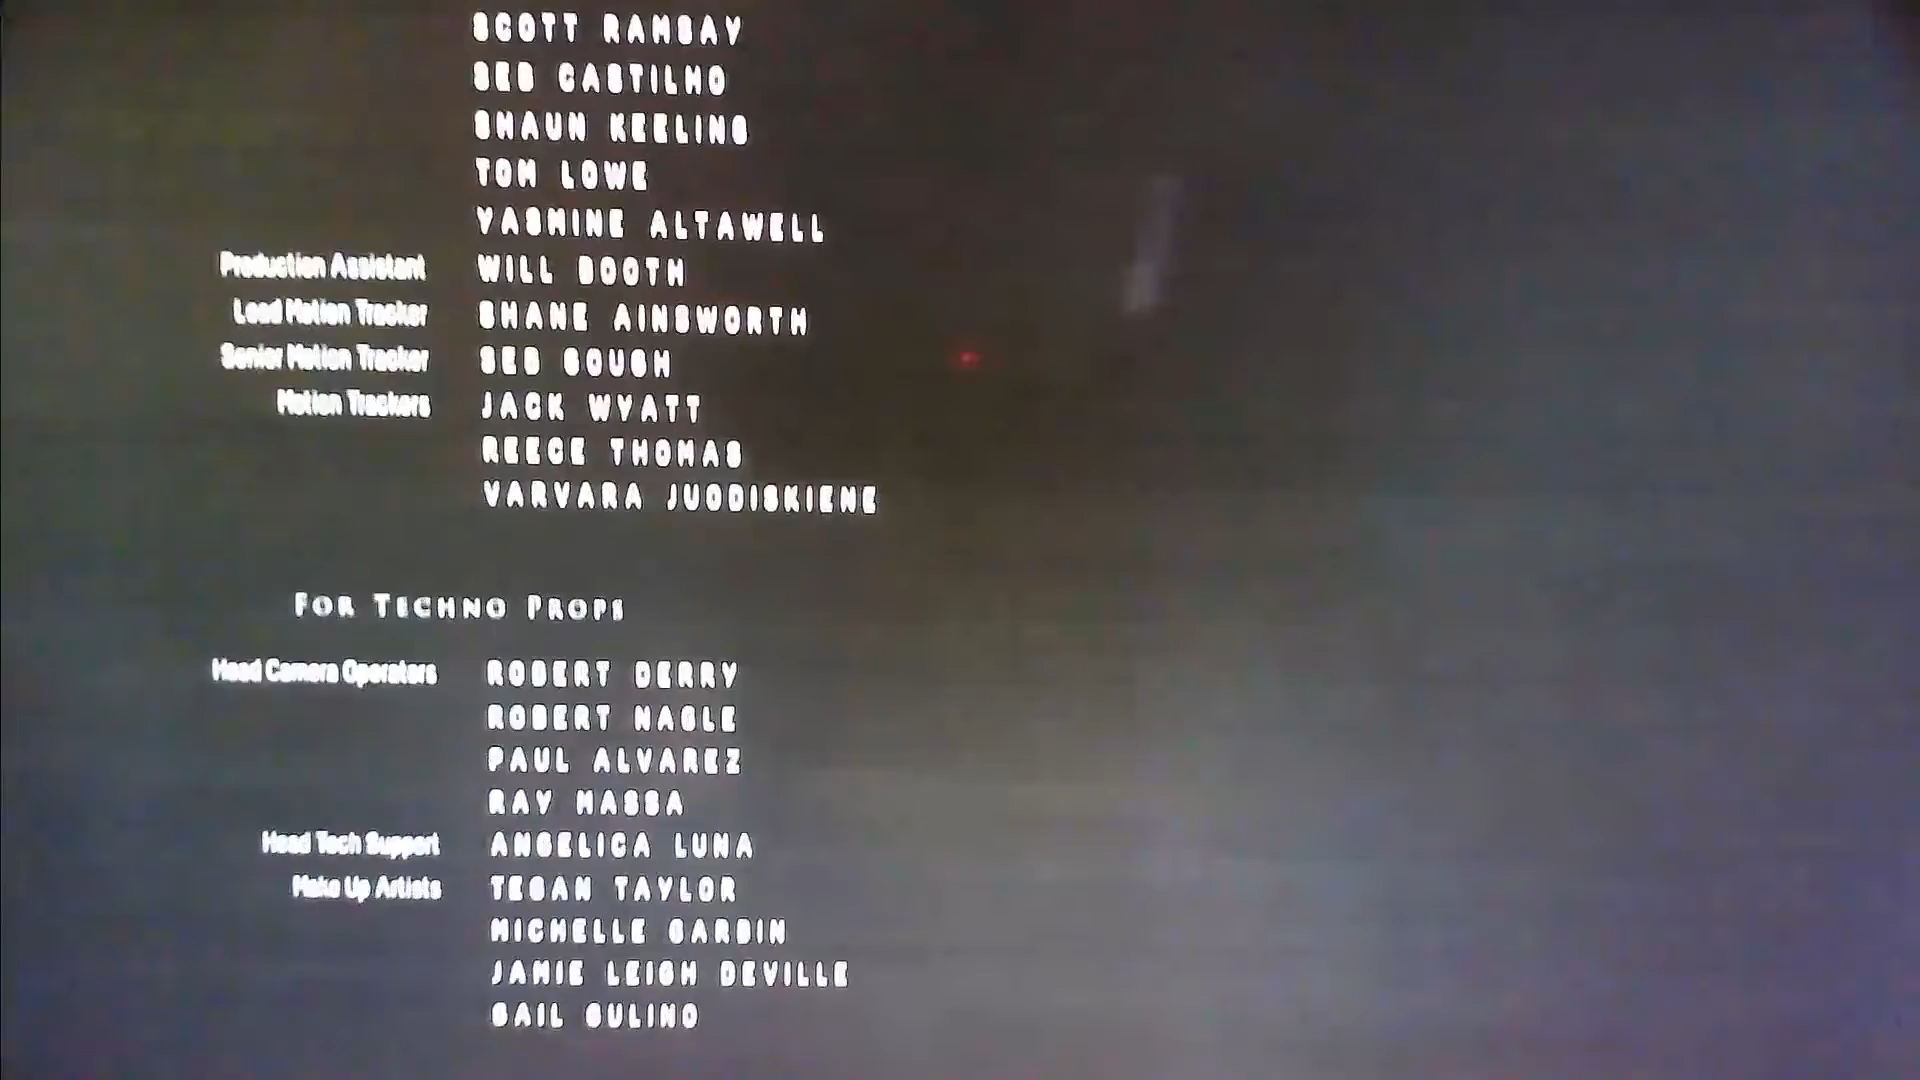 SCOTT RAMSAY
SEB CASTILHO
SHAUN KEELING
TOM LOWE
YASMINE ALTAWELL
Production Assistant WILL BOOTH
Lead Motion Tracker SHANE AINSWORTH
Senior Motion Tracker SEB GOUGH
Motion Trackers JACK WYATT
REECE THOMAS
VARVARA JUODISKIENE
FOR TECHNO PROPS
Head Camera Operators ROBERT DERRY
ROBERT NAGLE
PAUL ALVAREZ
RAY MASSA
Head Tech Support ANGELICA LUNA
Make Up Artists TEGAN TAYLOR
MICHELLE GARBIN
JAMIE LEIGH DEVILLE
GAIL GULINO